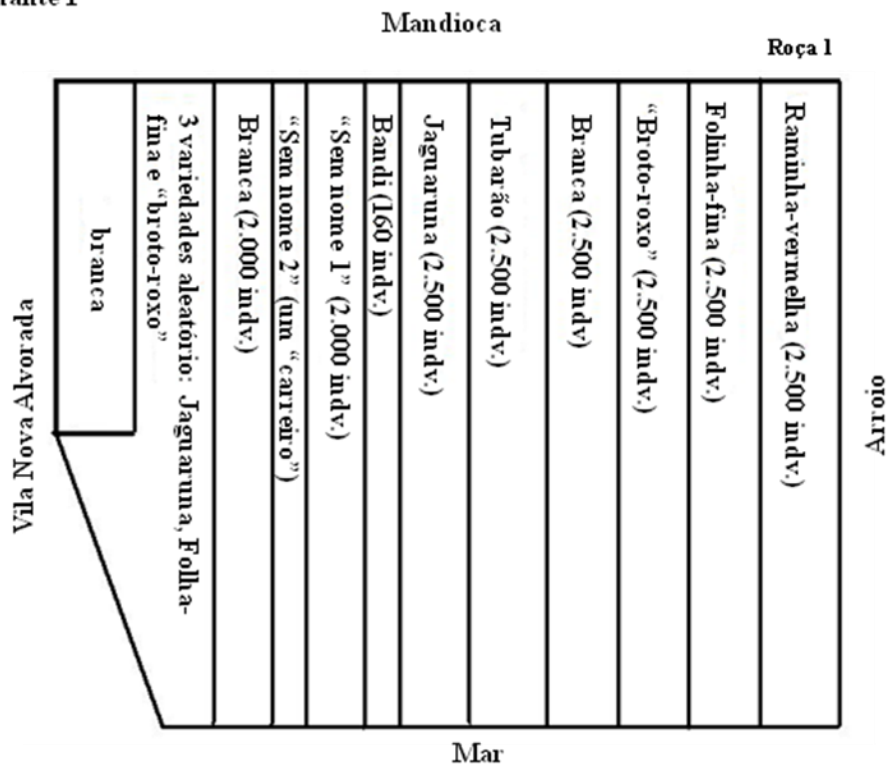 Mandioca
Roça 1
branca
3 variedades aleatório: Jaguaruna, Folha-
fina e “broto-roxo”
Branca (2.000 indv.)
“Sem nome 2” (um “carreiro”)
“Sem nome 1” (2.000 indv.)
Bandi (160 indv.)
Jaguaruna (2.500 indv.)
Tubarão (2.500 indv.)
Branca (2.500 indv)
“Broto-roxo” (2.500 indv.)
Folinha-fina (2.500 indv.)
Raminha-vermelha (2.500 indv.)
Vila Nova Alvorada
Arroio
Mar